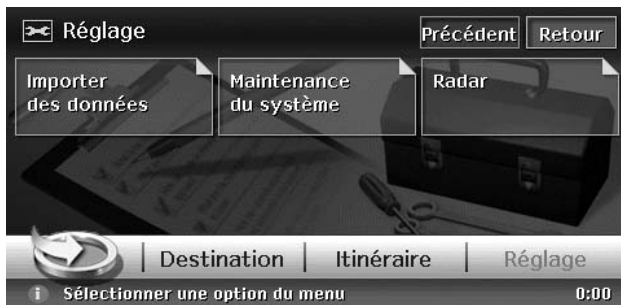 Réglage
Précédent Retour
Importer
des données
Maintenance
du système
Radar
Destination Itinéraire Réglage
i Sélectionner une option du menu 0:00